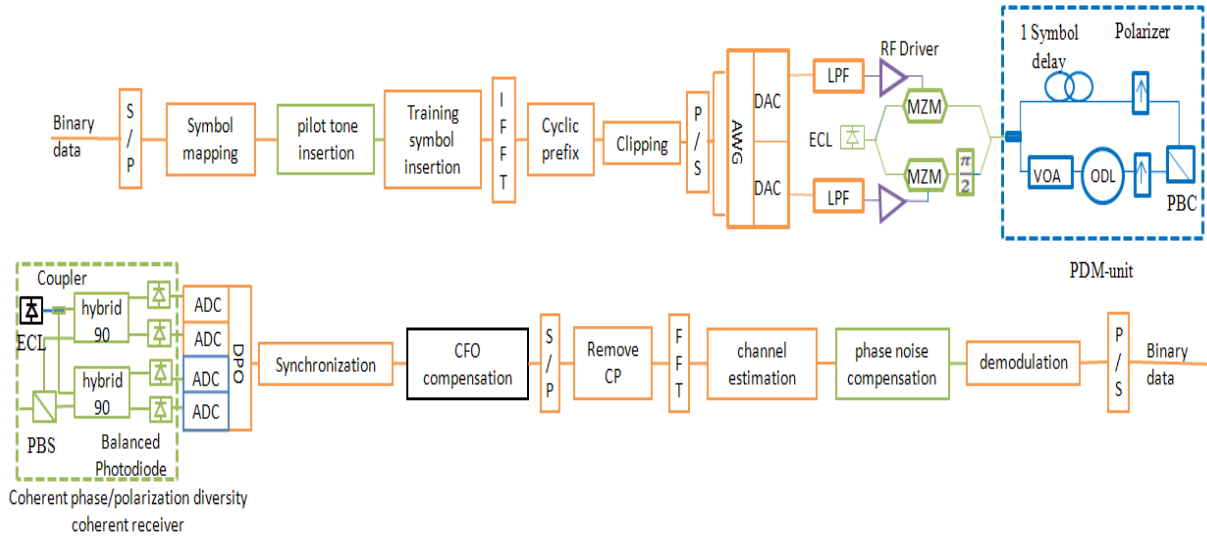 Binary
data
S
/
P
Symbol
mapping
pilot tone
insertion
Training
symbol
insertion
I
F
F
T
Cyclic
prefix
Clipping
P
/
S
AWG
DAC
DAC
LPF
LPF
RF Driver
ECL
MZM
MZM
π
2
1 Symbol
delay
Polarizer
VOA
ODL
PBC
PDM-unit
Coupler
ECL
hybrid
90
hybrid
90
PBS
Balanced
Photodiode
Coherent phase/polarization diversity
coherent receiver
ADC
ADC
ADC
ADC
DPO
Synchronization
CFO
compensation
S
/
P
Remove
CP
F
F
T
channel
estimation
phase noise
compensation
demodulation
P
/
S
Binary
data